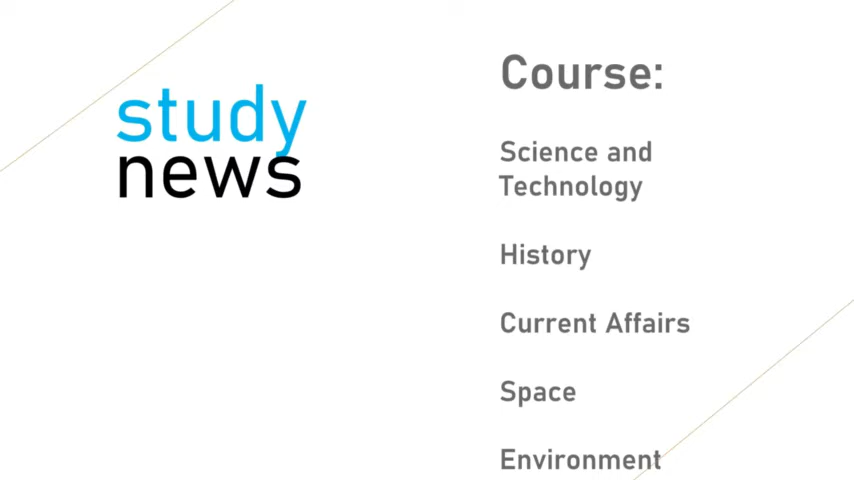 study
news
Course:
Science and
Technology
History
Current Affairs
Space
Environment